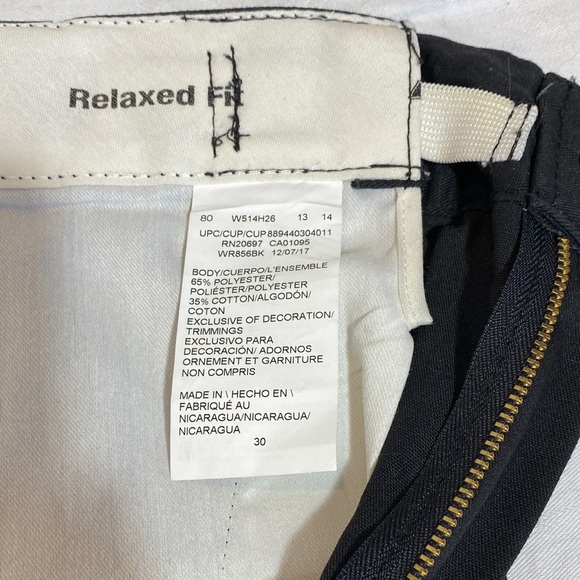 Relaxed Fit
80 W514H26 13 14
UPC/CUP/CUP889440304011
RN20697 CA01095
WR856BK 12/07/17
BODY/CUERPO/L'ENSEMBLE
65% POLYESTER/
POLIÉSTER/POLYESTER
35% COTTON/ALGODÓN/
COTON
EXCLUSIVE OF DECORATION/
TRIMMINGS
EXCLUSIVO PARA
DECORACIÓN/ ADORNOS
ORNEMENT ET GARNITURE
NON COMPRIS
MADE IN \ HECHO EN \
FABRIQUÉ AU
NICARAGUA/NICARAGUA/
NICARAGUA
30